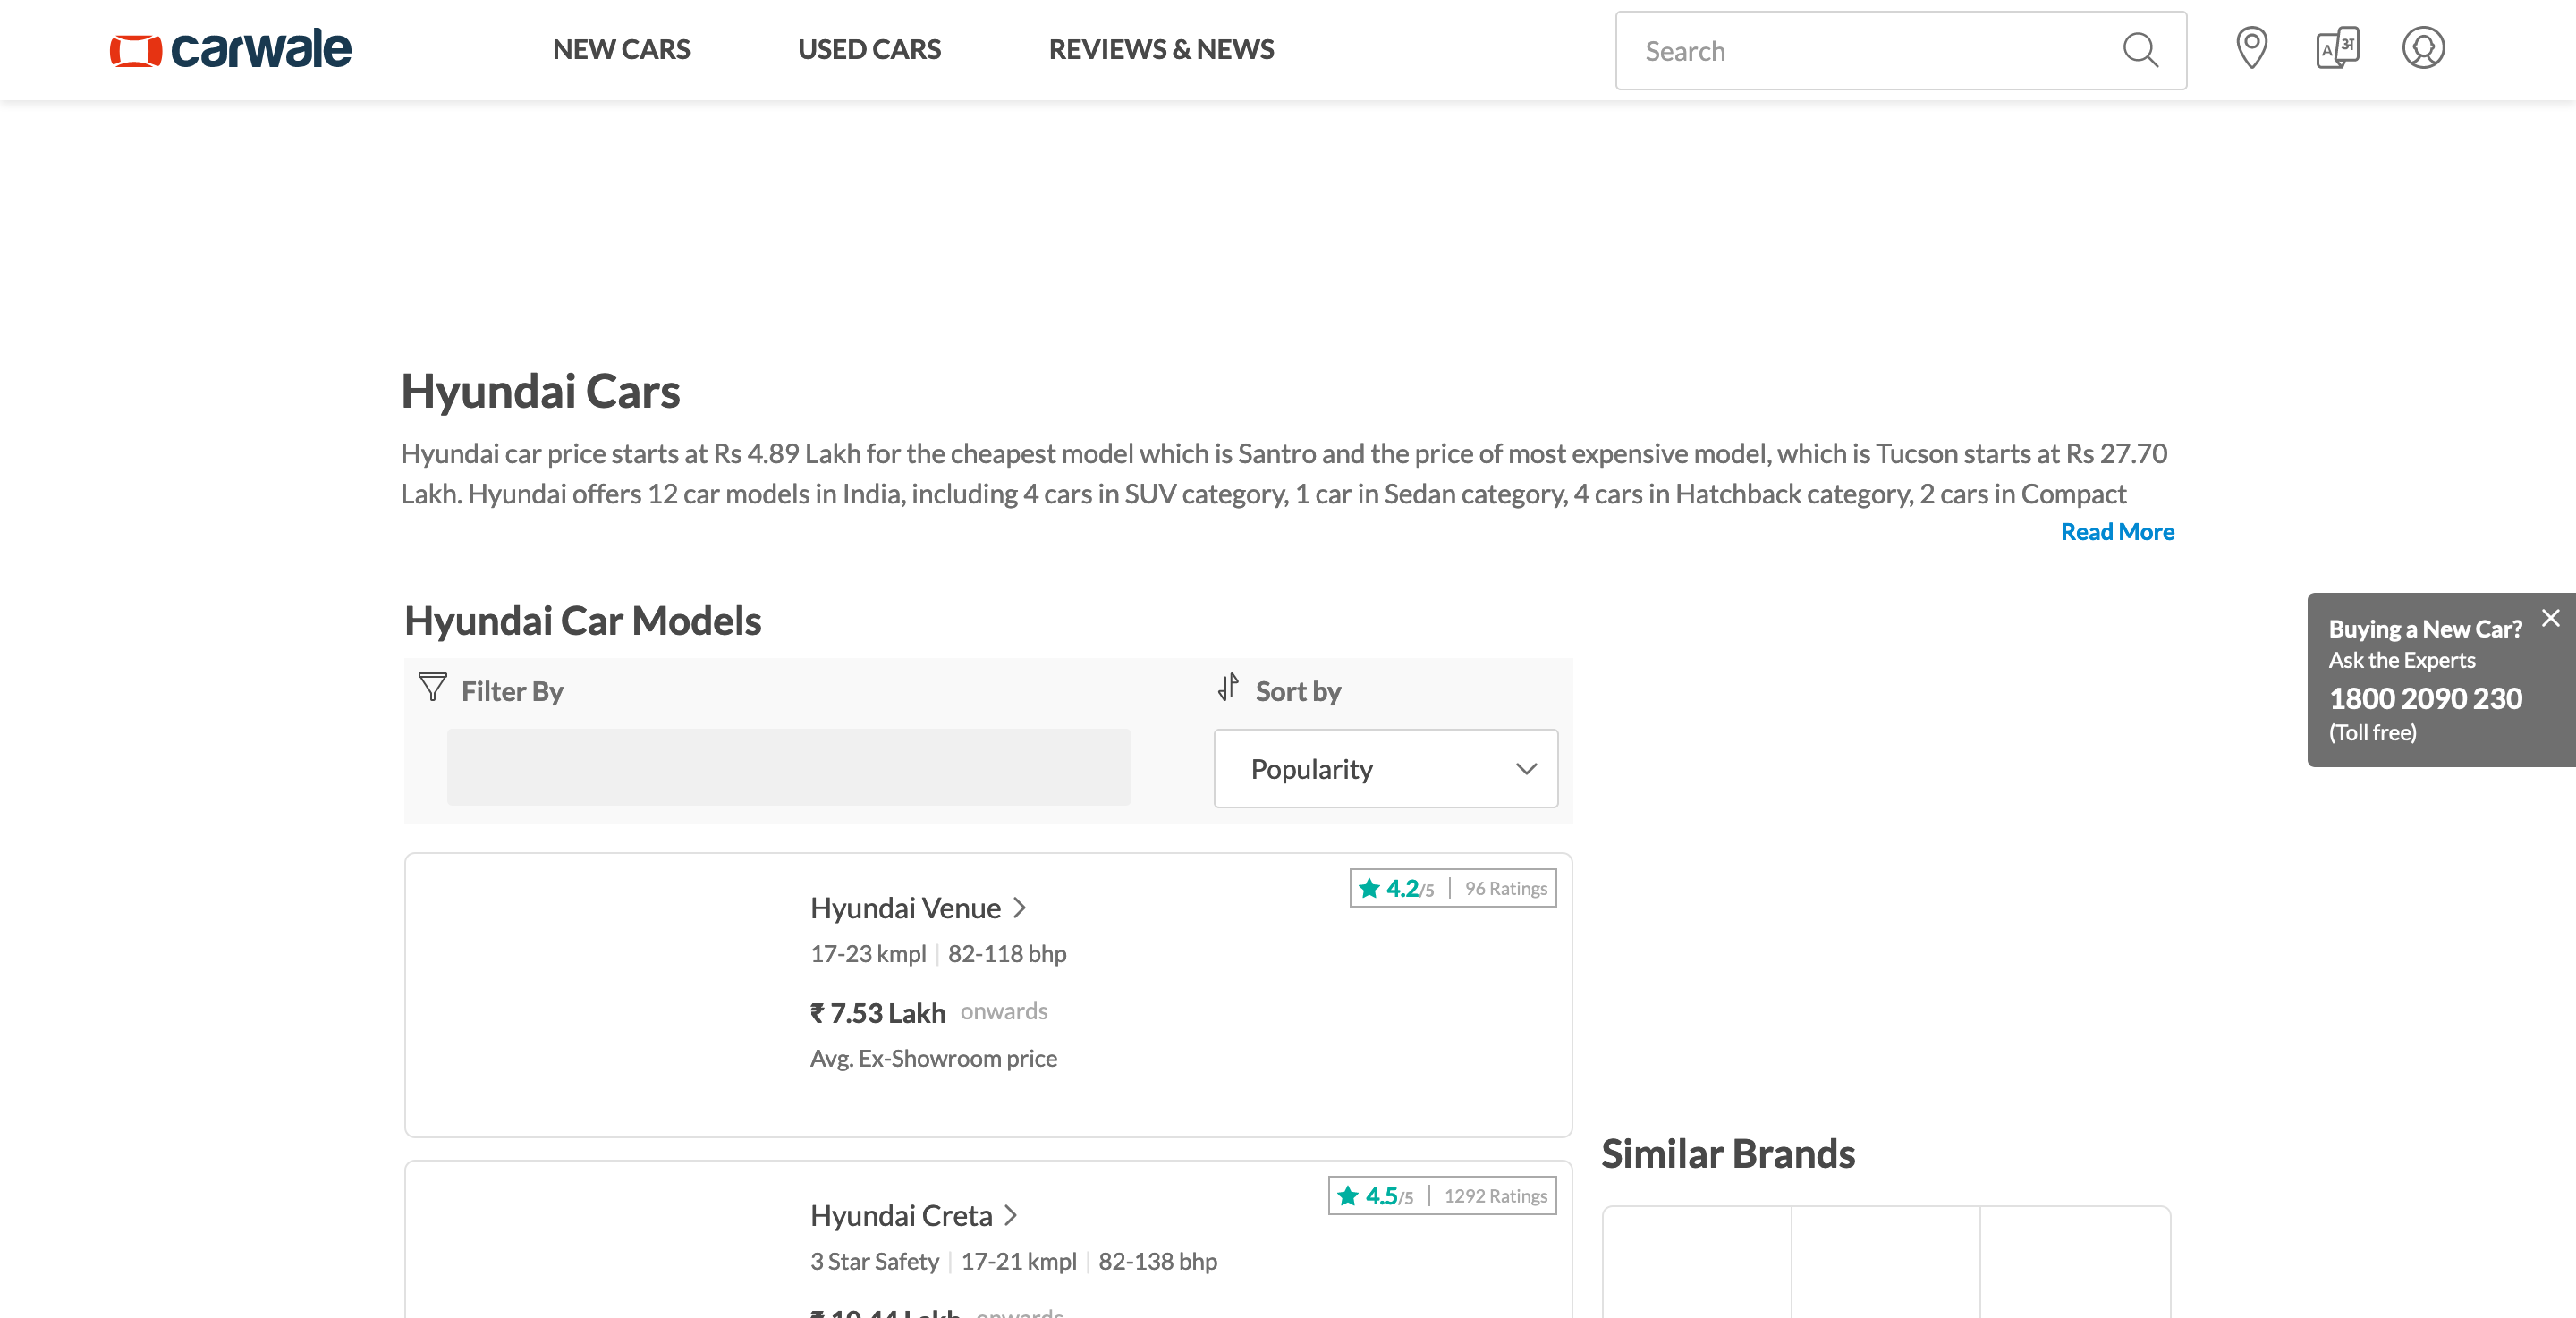 carwale
NEW CARS
USED CARS
REVIEWS & NEWS
Search
Hyundai Cars
Hyundai car price starts at Rs 4.89 Lakh for the cheapest model which is Santro and the price of most expensive model, which is Tucson starts at Rs 27.70
Lakh. Hyundai offers 12 car models in India, including 4 cars in SUV category, 1 car in Sedan category, 4 cars in Hatchback category, 2 cars in Compact
Read More
Hyundai Car Models
Filter By
Sort by
Popularity
Hyundai Venue
4.2/5 | 96 Ratings
17-23 kmpl | 82-118 bhp
₹ 7.53 Lakh onwards
Avg. Ex-Showroom price
Hyundai Creta
4.5/5 | 1292 Ratings
3 Star Safety | 17-21 kmpl | 82-138 bhp
₹ 10.44 Lakh onwards
Similar Brands
Buying a New Car?
Ask the Experts
1800 2090 230
(Toll free)